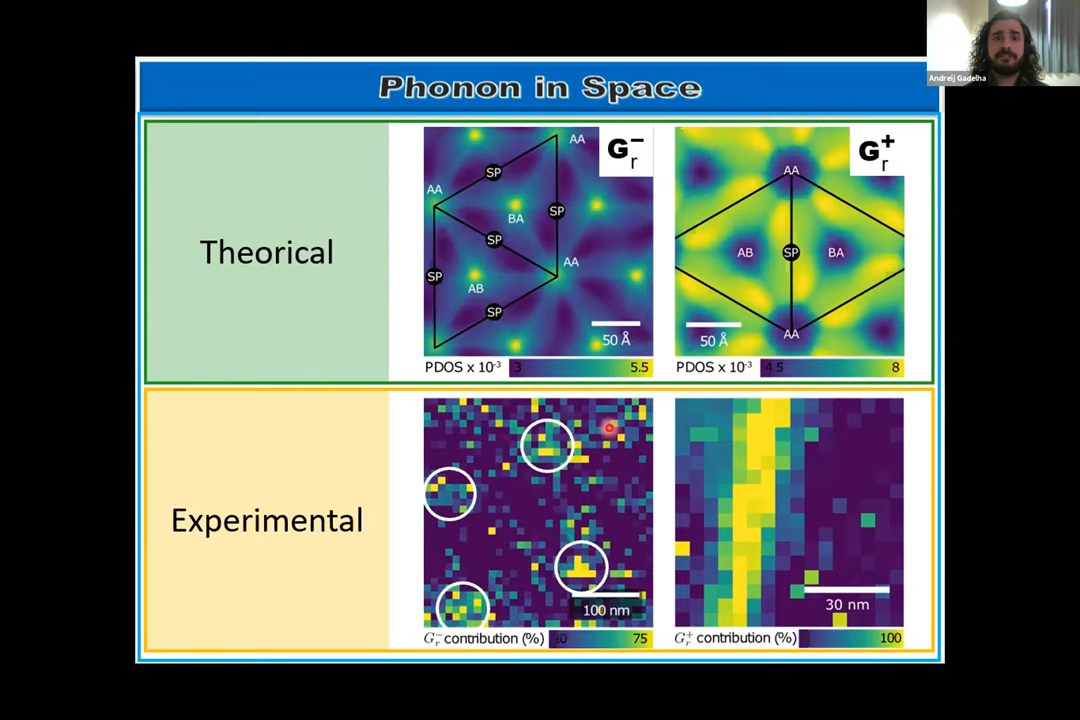 Andreij Gadelha
Phonon in Space
Theorical
AA
G⁻r
SP
AA
BA
SP
SP
AA
SP
AB
SP
50 Å
PDOS x 10⁻³ 3 5.5
G⁺r
AA
AB SP BA
AA
50 Å
PDOS x 10⁻³ 4.5 8
Experimental
100 nm
G⁻r contribution (%) 75
30 nm
G⁺r contribution (%) 100